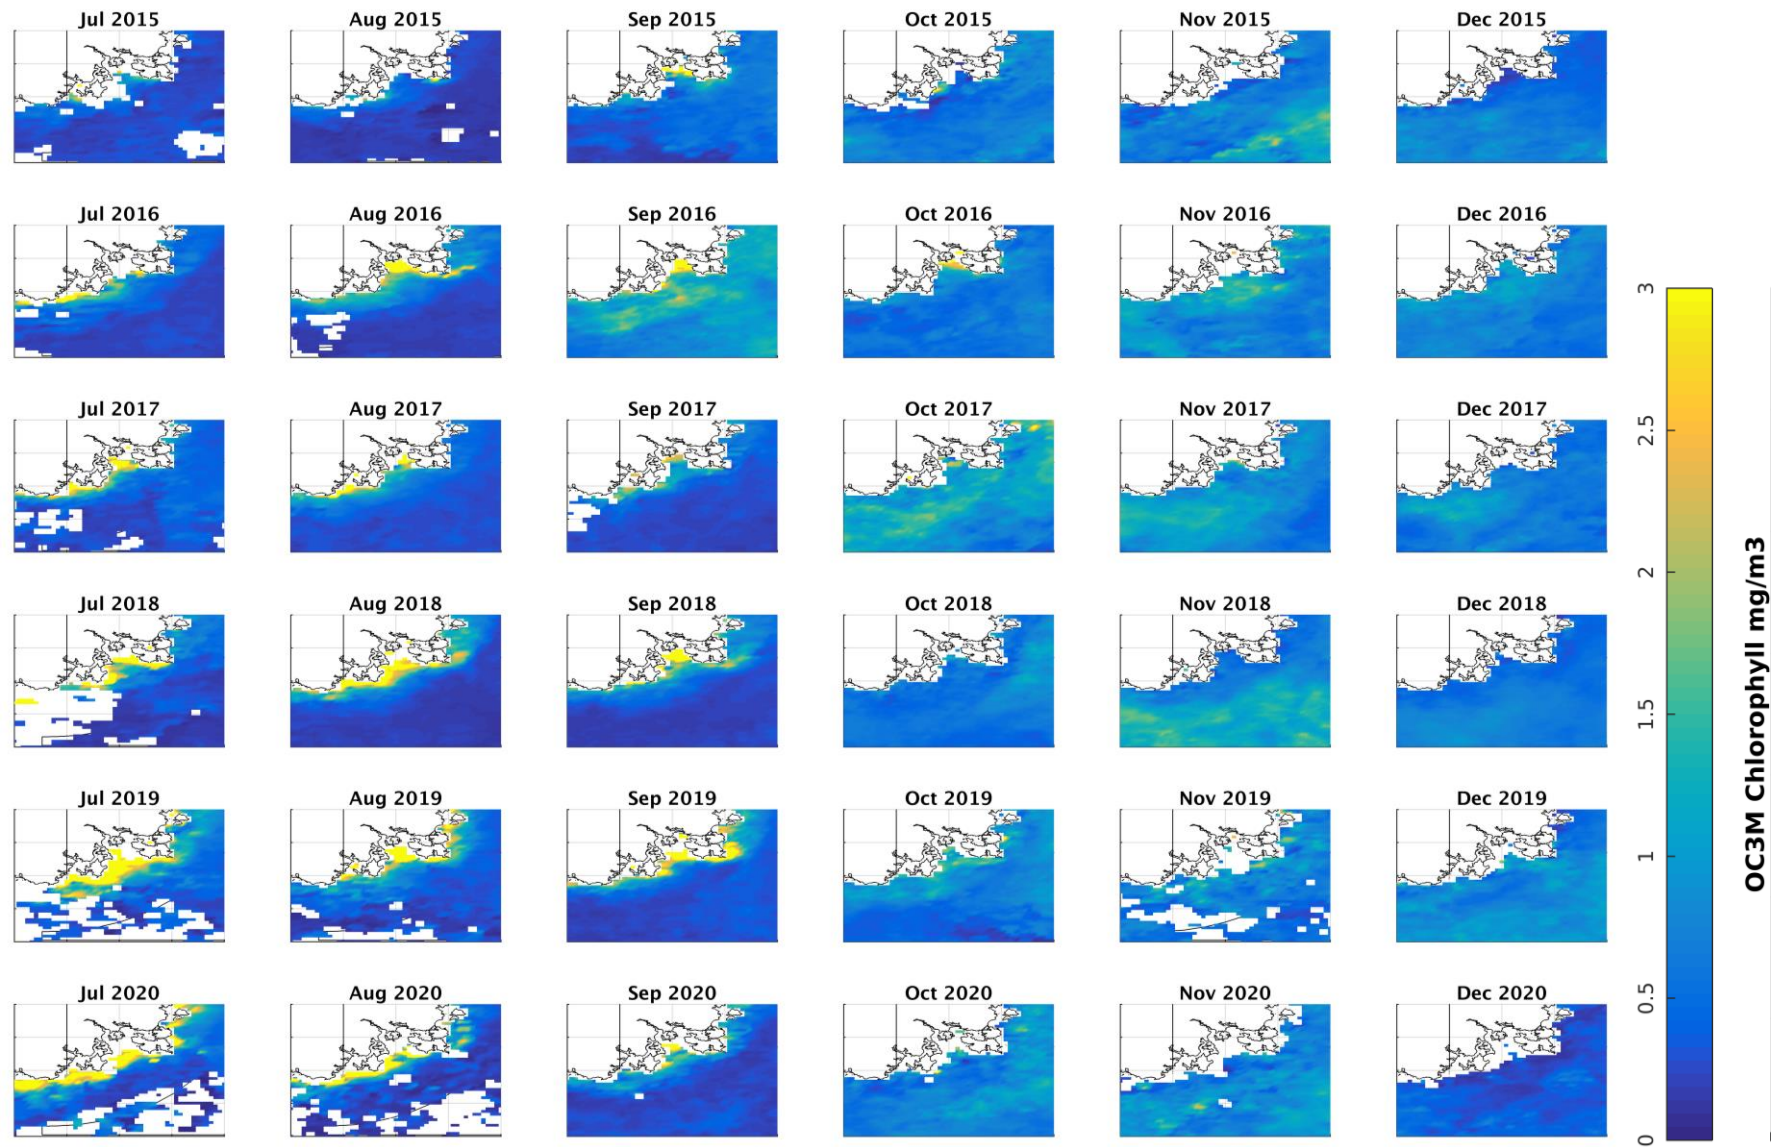 Jul 2015 Aug 2015 Sep 2015 Oct 2015 Nov 2015 Dec 2015
Jul 2016 Aug 2016 Sep 2016 Oct 2016 Nov 2016 Dec 2016
Jul 2017 Aug 2017 Sep 2017 Oct 2017 Nov 2017 Dec 2017
Jul 2018 Aug 2018 Sep 2018 Oct 2018 Nov 2018 Dec 2018
Jul 2019 Aug 2019 Sep 2019 Oct 2019 Nov 2019 Dec 2019
Jul 2020 Aug 2020 Sep 2020 Oct 2020 Nov 2020 Dec 2020
3
2.5
2
1.5
1
0.5
0
OC3M Chlorophyll mg/m3